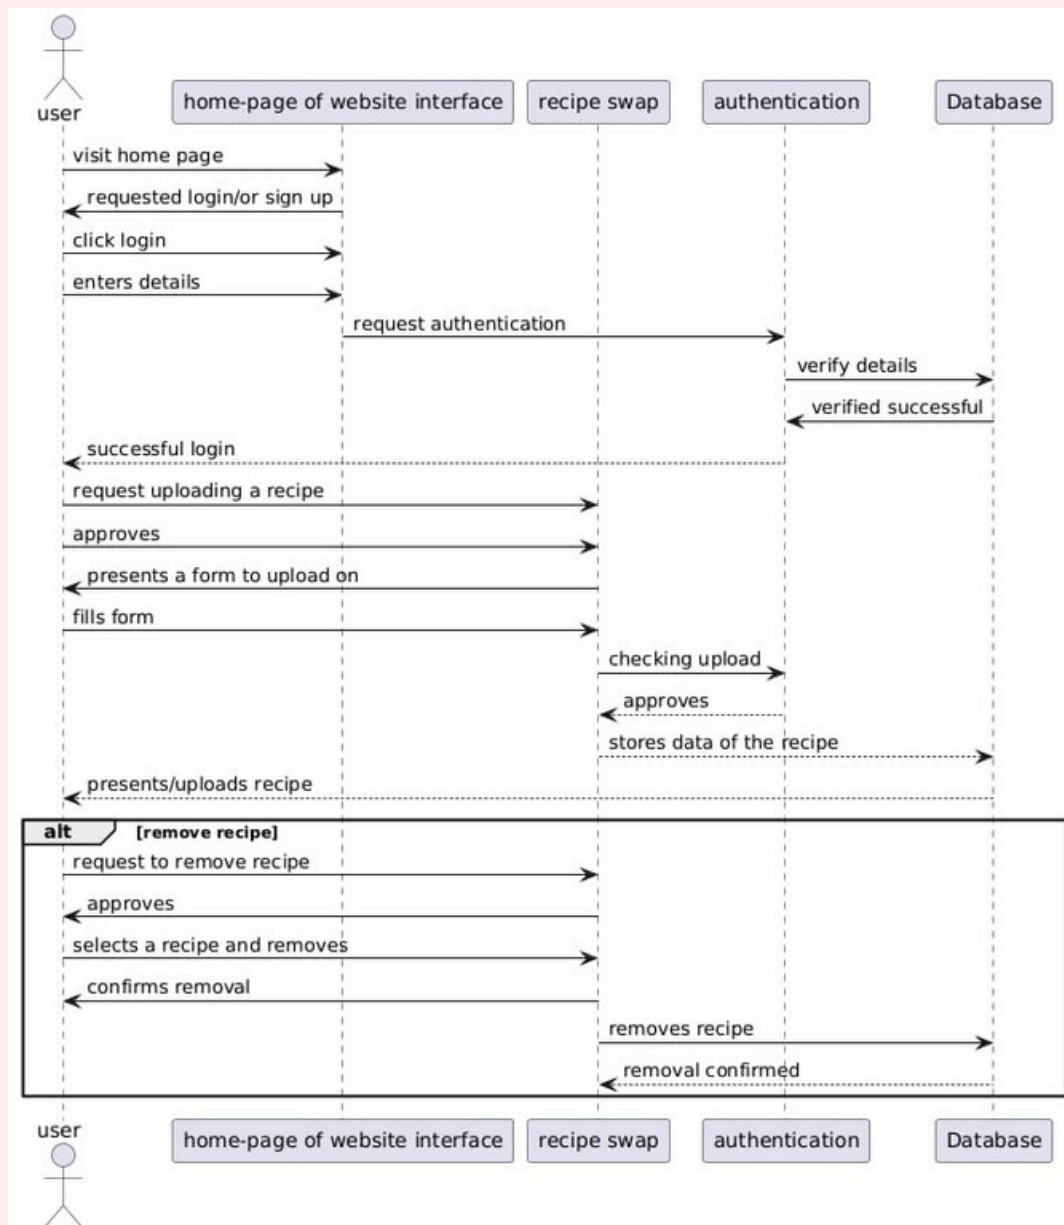 user
home-page of website interface
recipe swap
authentication
Database
visit home page
requested login/or sign up
click login
enters details
request authentication
verify details
verified successful
successful login
request uploading a recipe
approves
presents a form to upload on
fills form
checking upload
approves
stores data of the recipe
presents/uploads recipe
alt [remove recipe]
request to remove recipe
approves
selects a recipe and removes
confirms removal
removes recipe
removal confirmed
user
home-page of website interface
recipe swap
authentication
Database